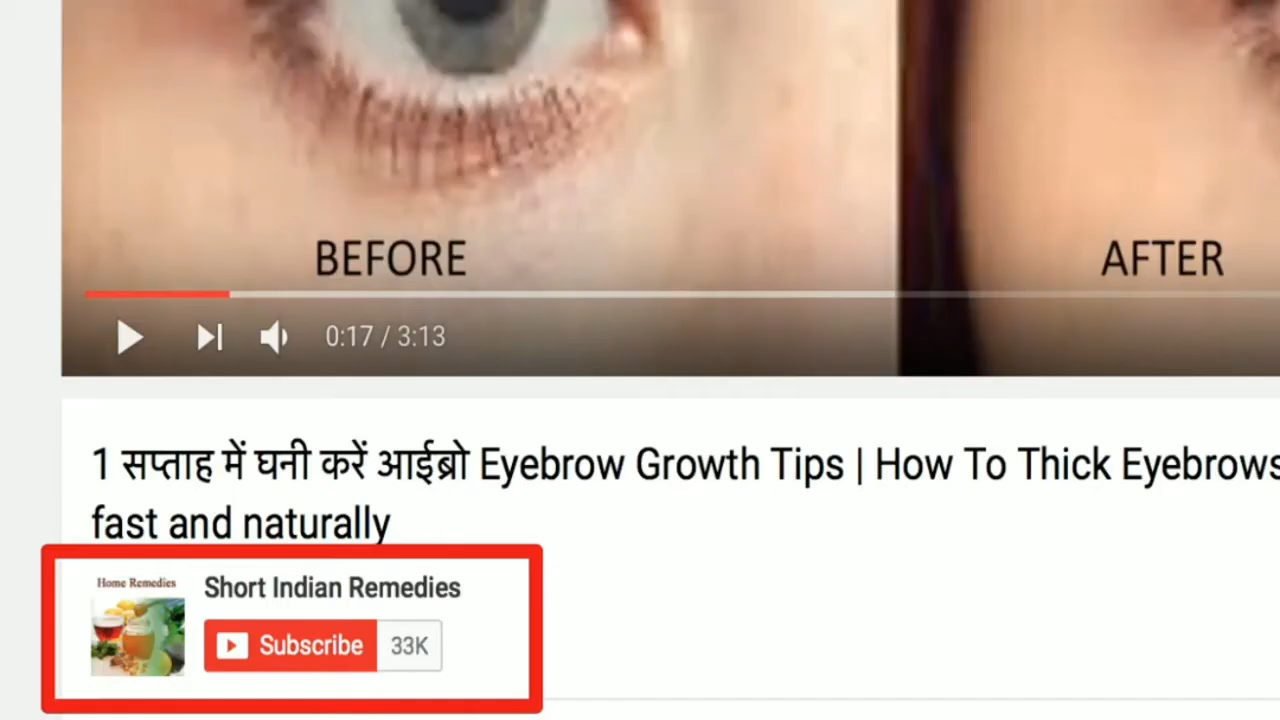 BEFORE
AFTER
0:17 / 3:13
1 सप्ताह में घनी करें आईब्रो Eyebrow Growth Tips | How To Thick Eyebrows
fast and naturally
Home Remedies
Short Indian Remedies
Subscribe 33K